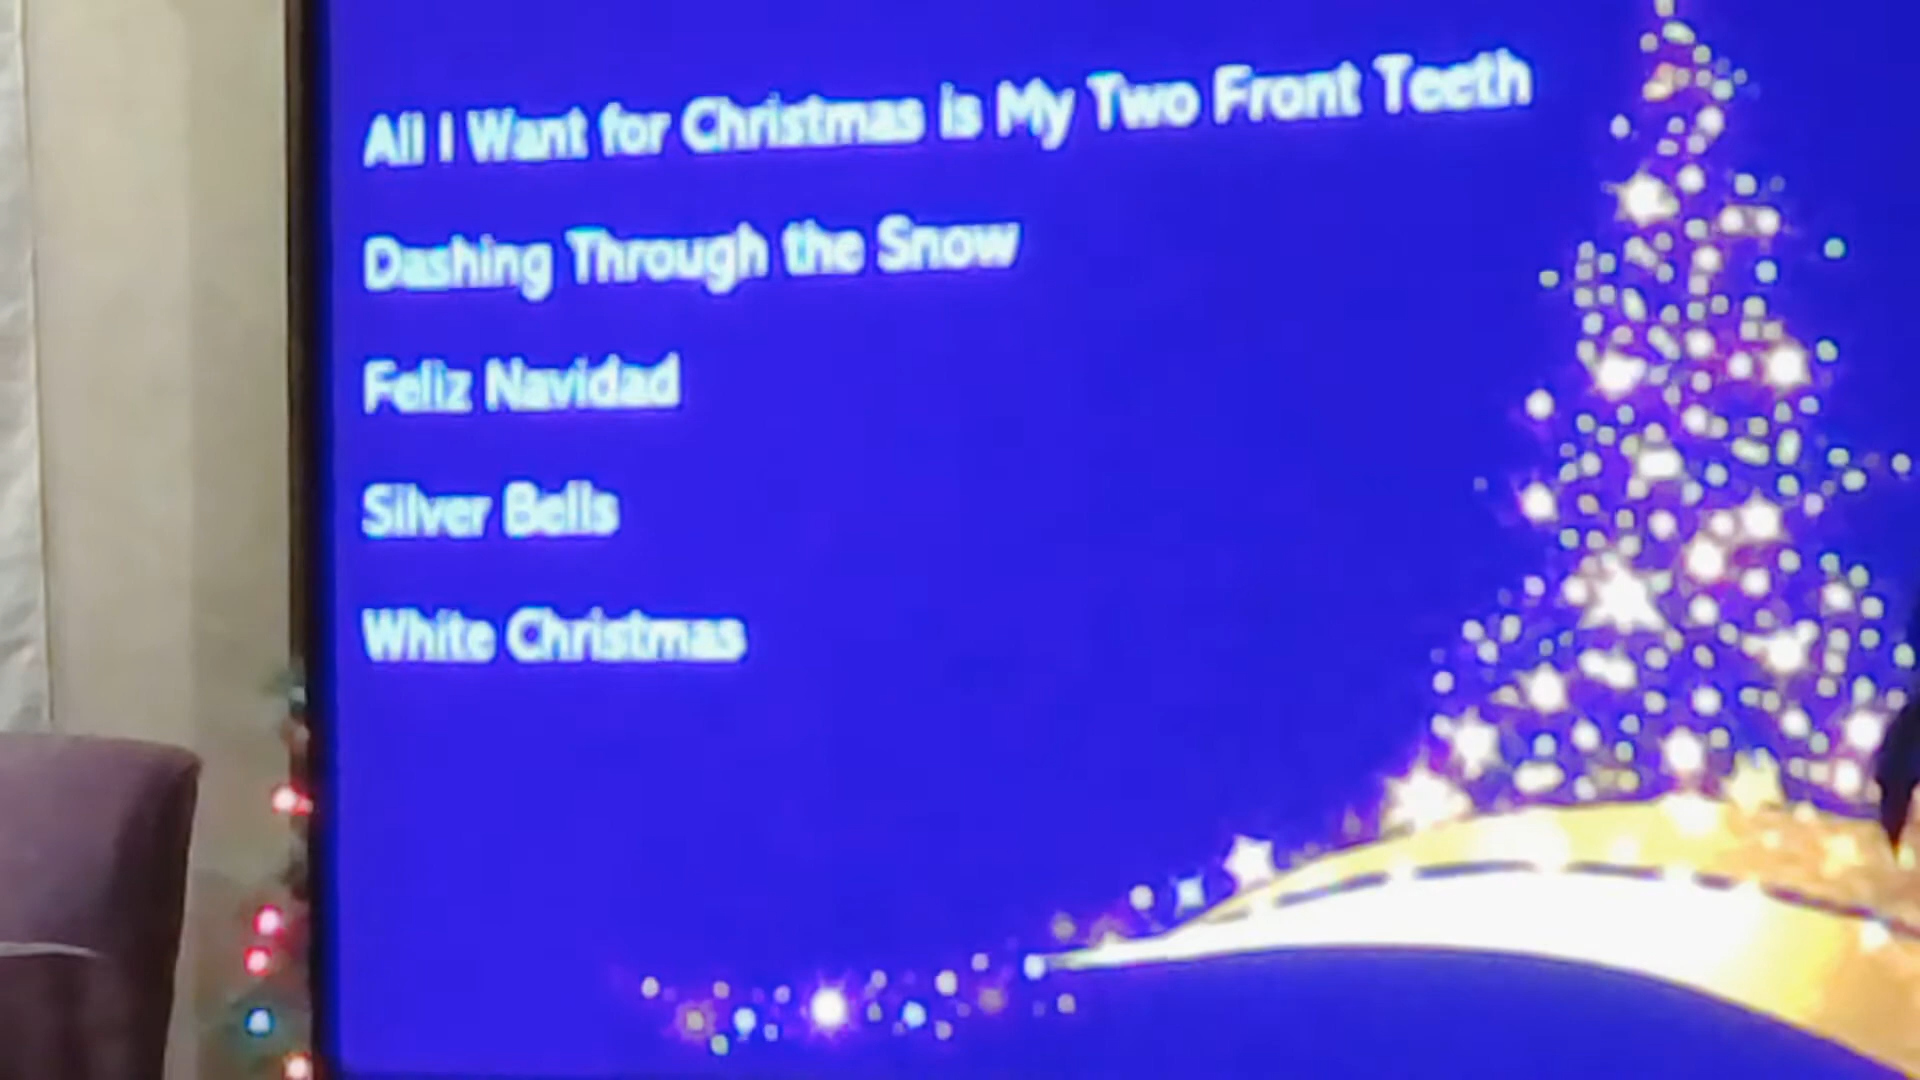 All I Want for Christmas is My Two Front Teeth
Dashing Through the Snow
Feliz Navidad
Silver Bells
White Christmas